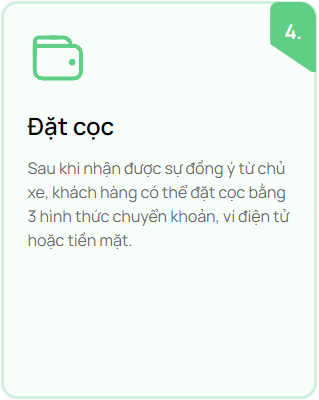 4.
Đặt cọc
Sau khi nhận được sự đồng ý từ chủ
xe, khách hàng có thể đặt cọc bằng
3 hình thức chuyển khoản, ví điện tử
hoặc tiền mặt.